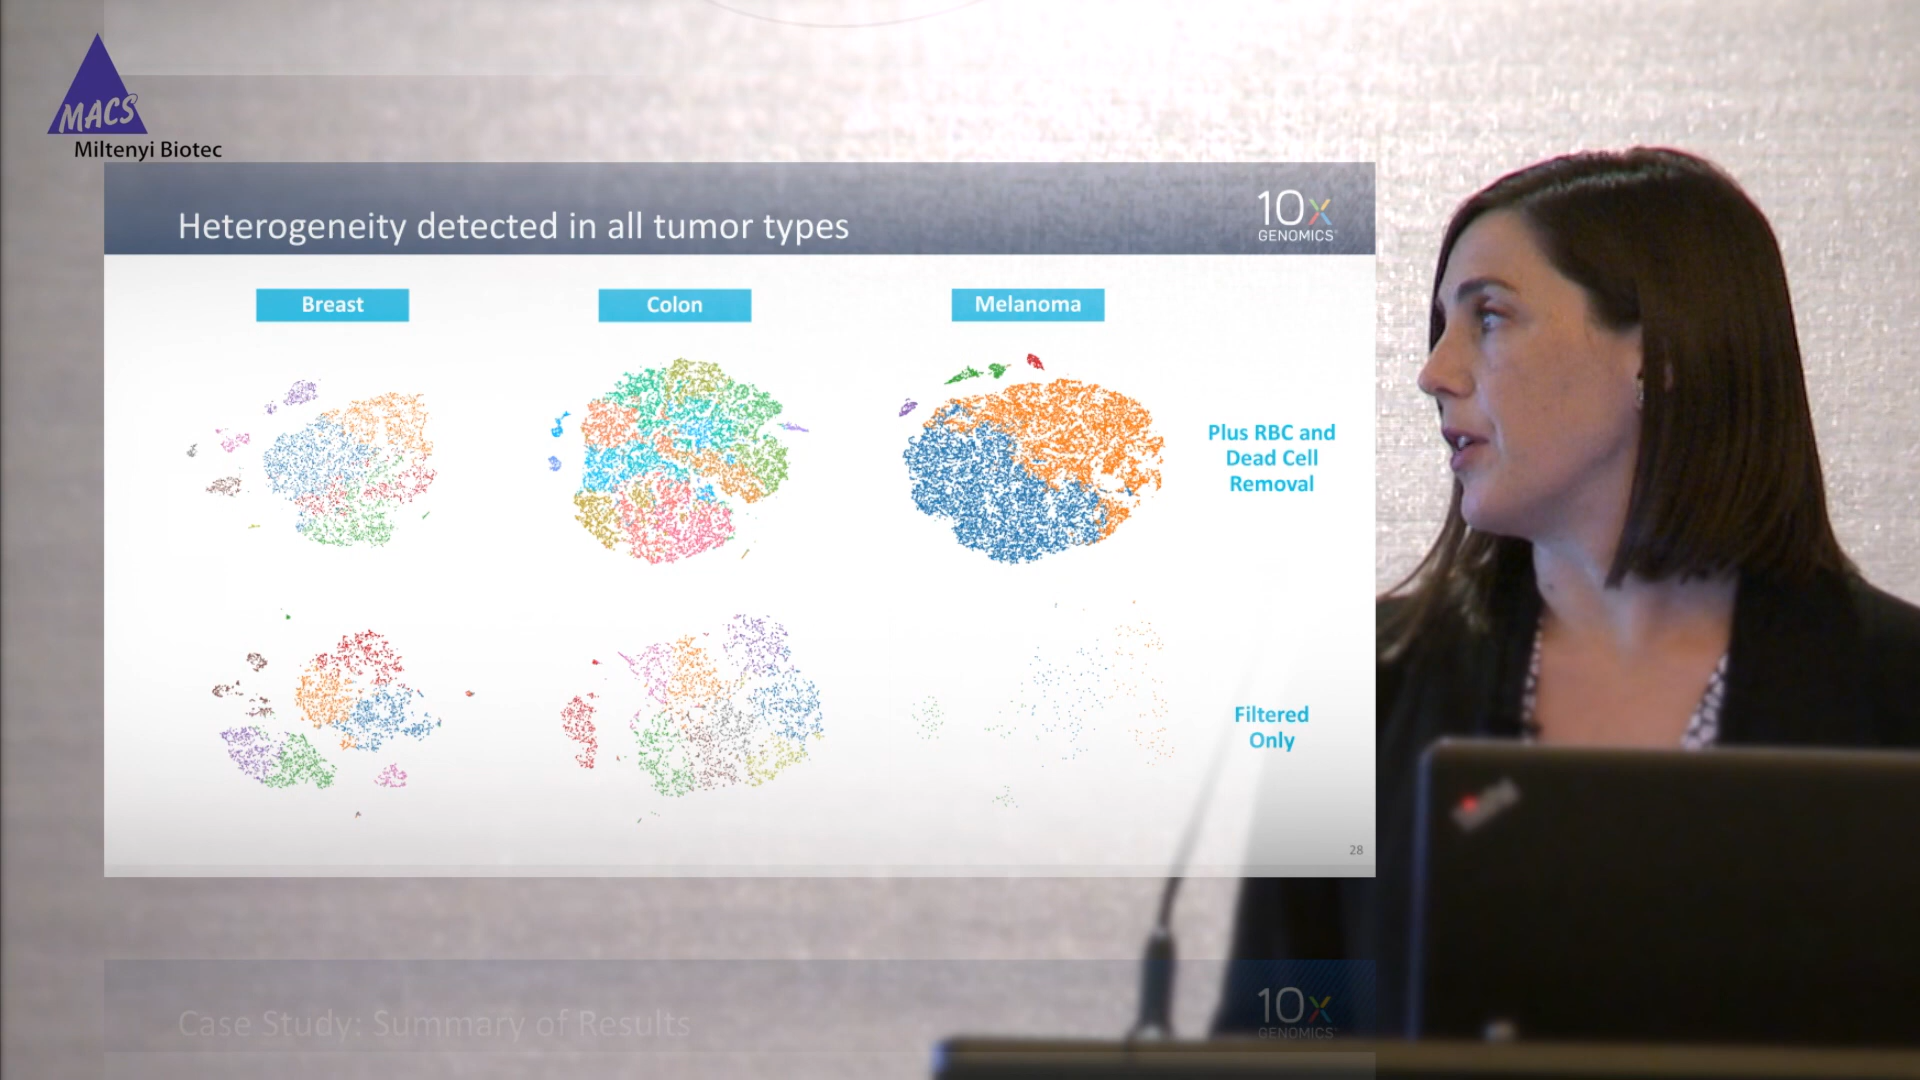 MACS
Miltenyi Biotec
Heterogeneity detected in all tumor types
10x
GENOMICS
Breast
Colon
Melanoma
Plus RBC and
Dead Cell
Removal
Filtered
Only
28
Case Study: Summary of Results
10x
GENOMICS